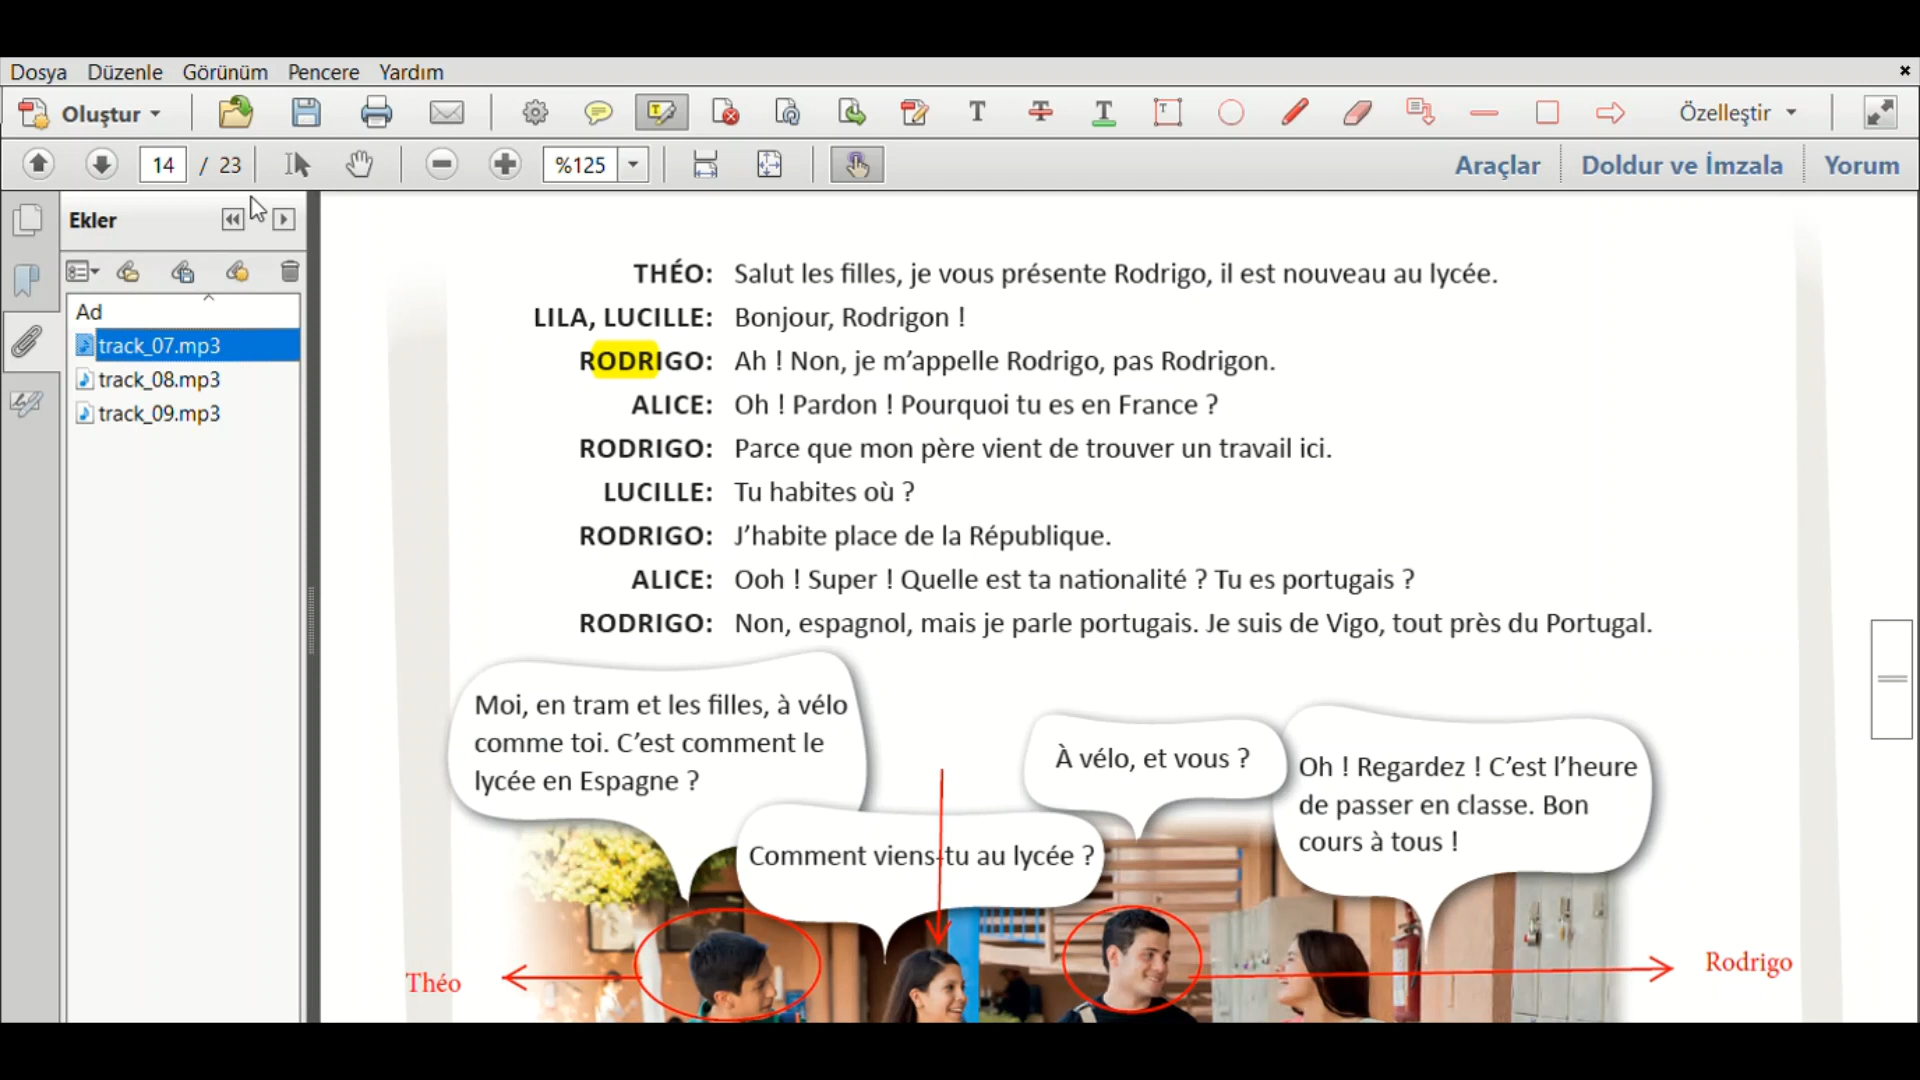 Dosya Düzenle Görünüm Pencere Yardım
Oluştur Özelleştir
14 / 23 %125 Araçlar Doldur ve İmzala Yorum
Ekler
Ad
track_07.mp3
track_08.mp3
track_09.mp3
THÉO: Salut les filles, je vous présente Rodrigo, il est nouveau au lycée.
LILA, LUCILLE: Bonjour, Rodrigon !
RODRIGO: Ah ! Non, je m’appelle Rodrigo, pas Rodrigon.
ALICE: Oh ! Pardon ! Pourquoi tu es en France ?
RODRIGO: Parce que mon père vient de trouver un travail ici.
LUCILLE: Tu habites où ?
RODRIGO: J’habite place de la République.
ALICE: Ooh ! Super ! Quelle est ta nationalité ? Tu es portugais ?
RODRIGO: Non, espagnol, mais je parle portugais. Je suis de Vigo, tout près du Portugal.
Moi, en tram et les filles, à vélo
comme toi. C’est comment le
lycée en Espagne ?
Comment viens-tu au lycée ?
À vélo, et vous ?
Oh ! Regardez ! C’est l’heure
de passer en classe. Bon
cours à tous !
Théo
Rodrigo